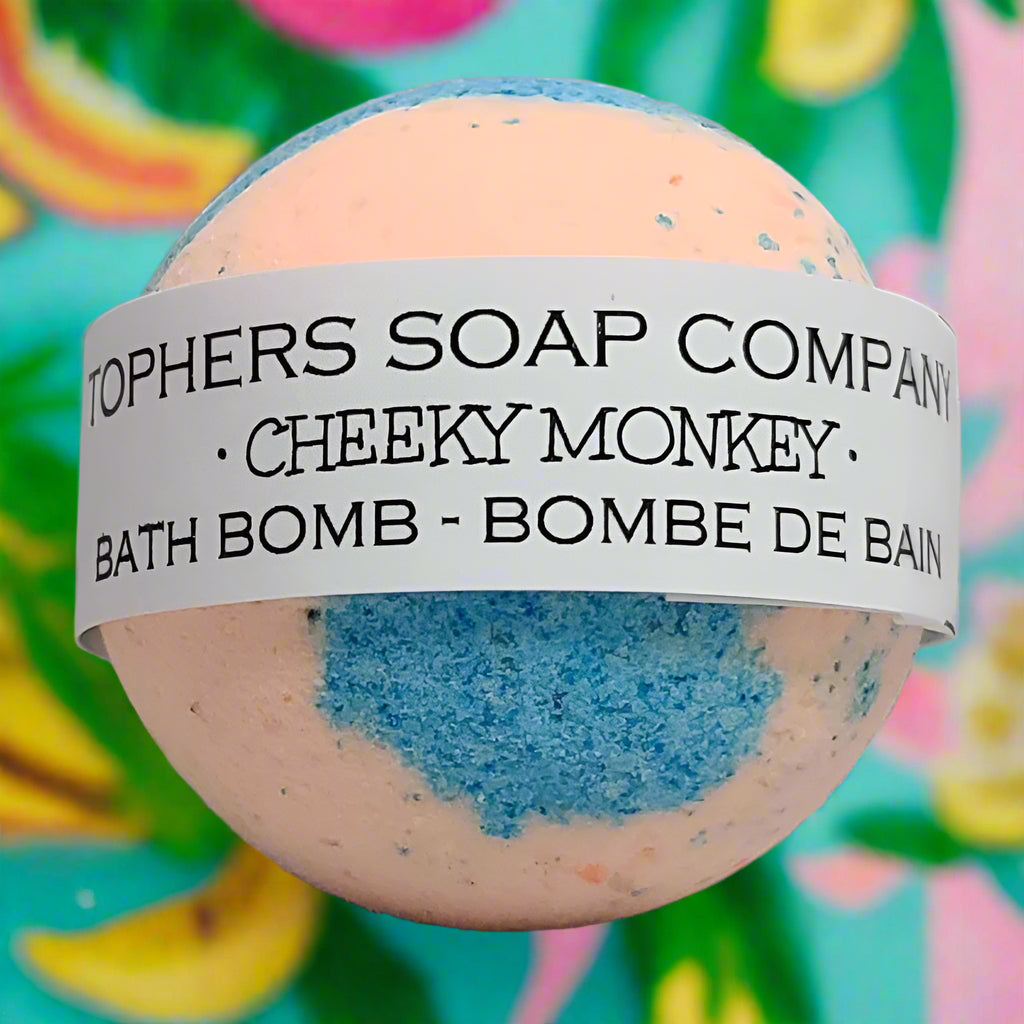 TOPHERS SOAP COMPANY
· CHEEKY MONKEY ·
BATH BOMB - BOMBE DE BAIN